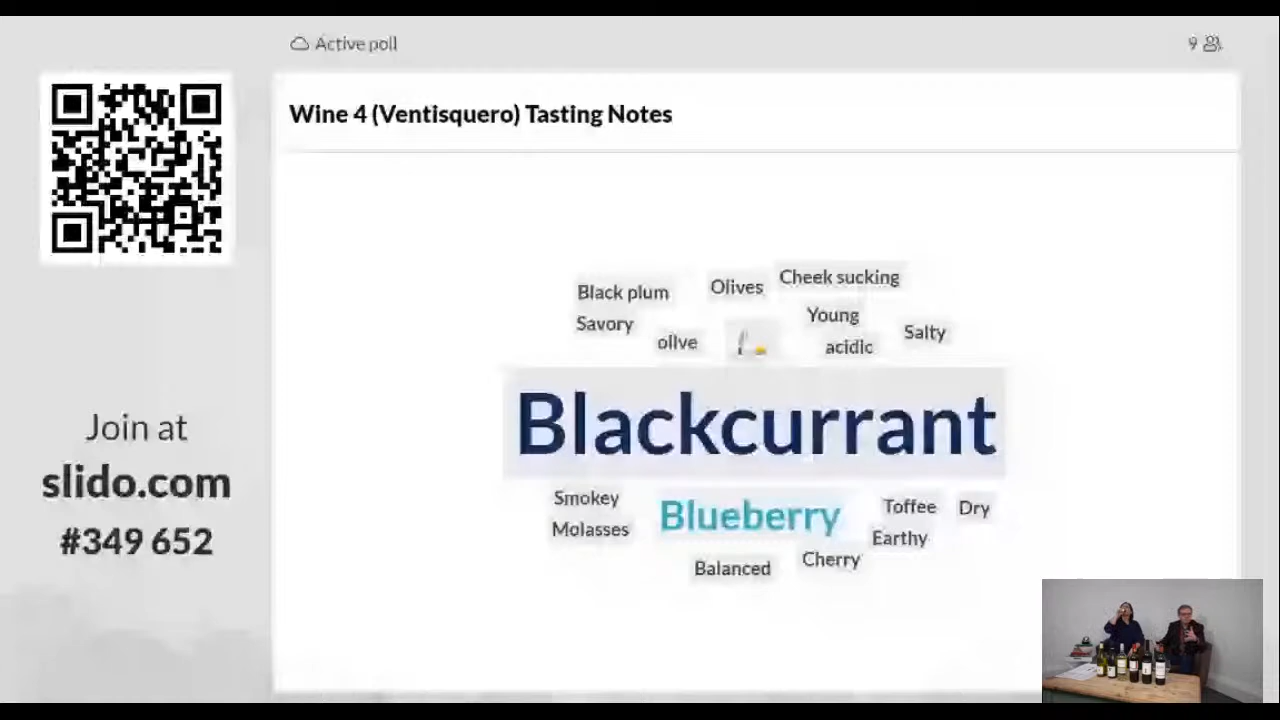 Active poll
9
Wine 4 (Ventisquero) Tasting Notes
Join at
slido.com
#349 652
Cheek sucking
Black plum
Olives
Young
Savory
olive
acidic
Salty
Blackcurrant
Smokey
Blueberry
Toffee
Dry
Molasses
Earthy
Balanced
Cherry